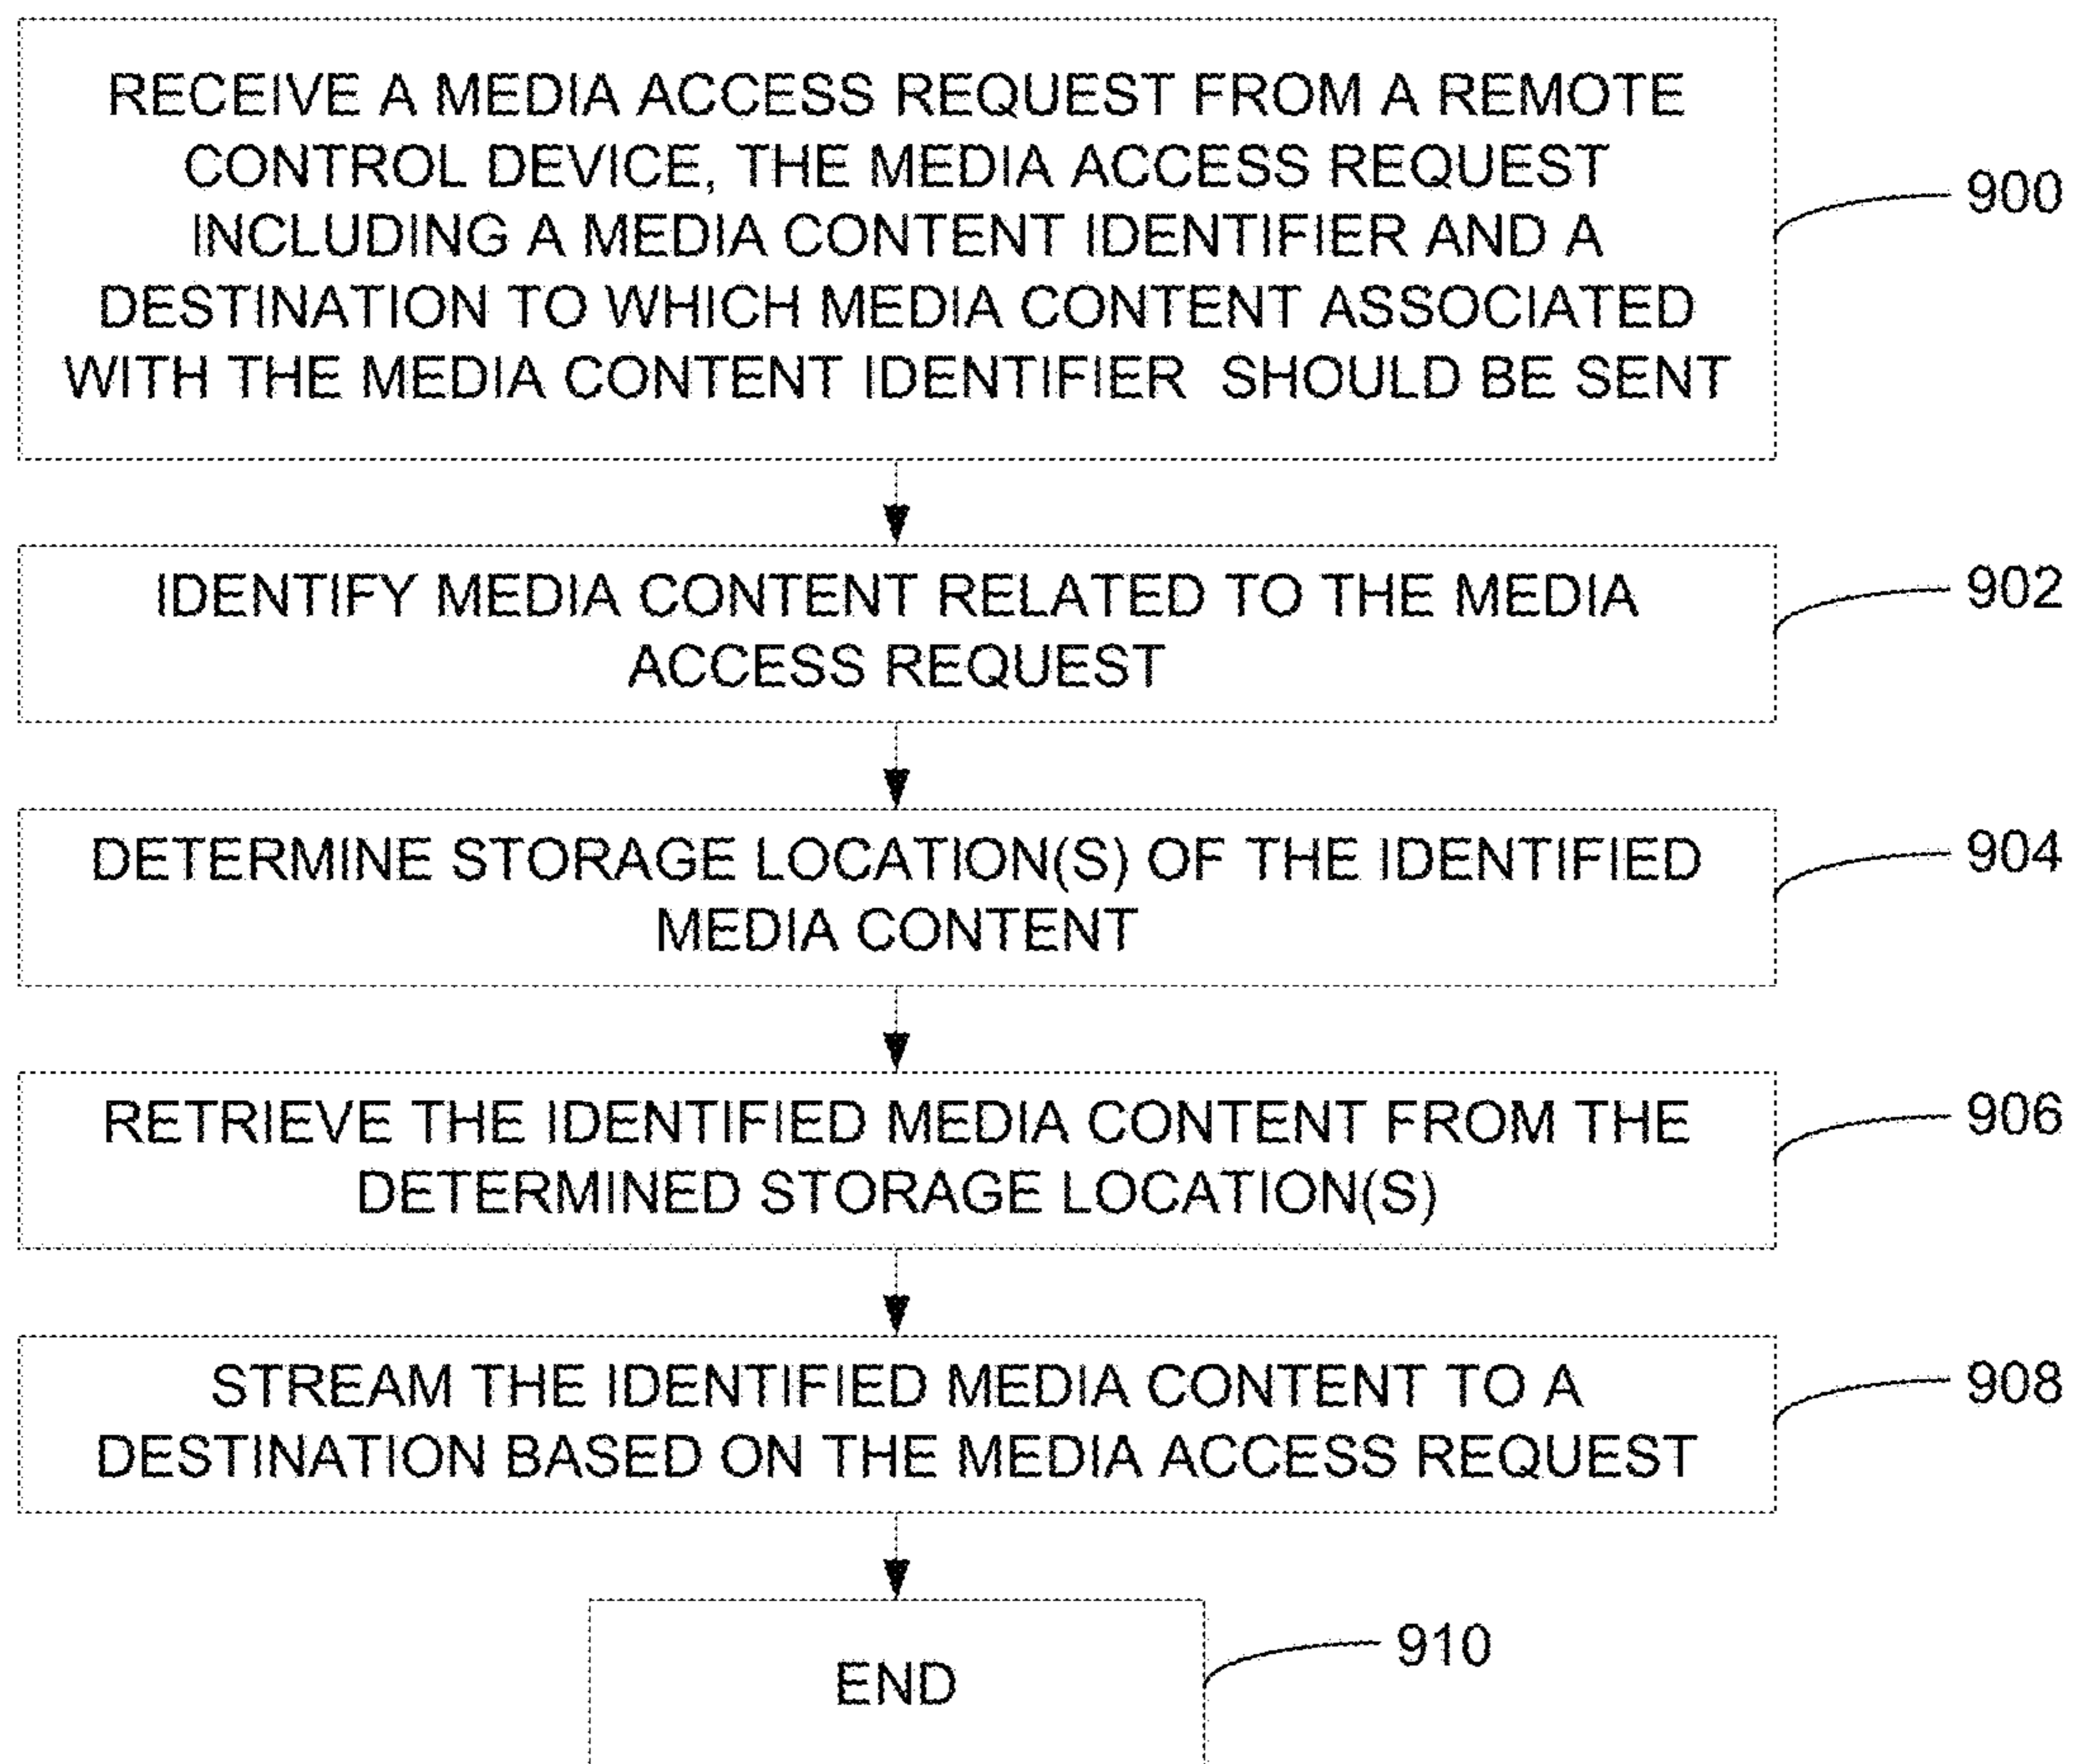 RECEIVE A MEDIA ACCESS REQUEST FROM A REMOTE
CONTROL DEVICE, THE MEDIA ACCESS REQUEST
INCLUDING A MEDIA CONTENT IDENTIFIER AND A
DESTINATION TO WHICH MEDIA CONTENT ASSOCIATED
WITH THE MEDIA CONTENT IDENTIFIER SHOULD BE SENT
900
IDENTIFY MEDIA CONTENT RELATED TO THE MEDIA
ACCESS REQUEST
902
DETERMINE STORAGE LOCATION(S) OF THE IDENTIFIED
MEDIA CONTENT
904
RETRIEVE THE IDENTIFIED MEDIA CONTENT FROM THE
DETERMINED STORAGE LOCATION(S)
906
STREAM THE IDENTIFIED MEDIA CONTENT TO A
DESTINATION BASED ON THE MEDIA ACCESS REQUEST
908
END
910